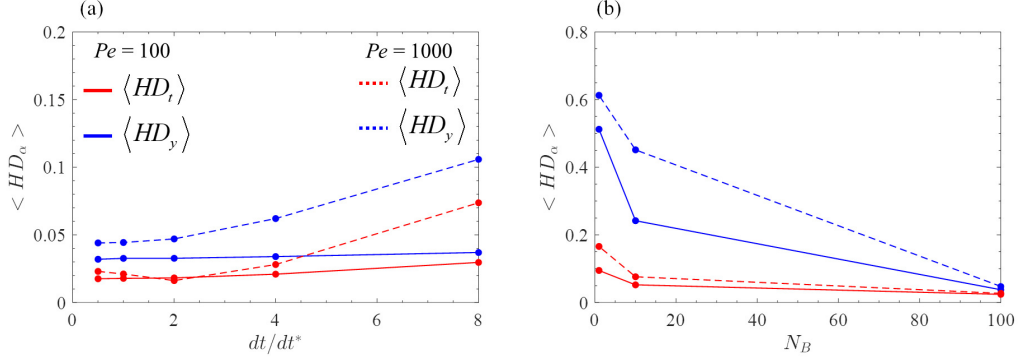 (a)
0.2
0.15
0.1
0.05
0
< HD_α >
Pe = 100
⟨HD_t⟩
⟨HD_y⟩
Pe = 1000
⟨HD_t⟩
⟨HD_y⟩
0 2 4 6 8
dt/dt*
(b)
0.8
0.6
0.4
0.2
0
< HD_α >
0 20 40 60 80 100
N_B